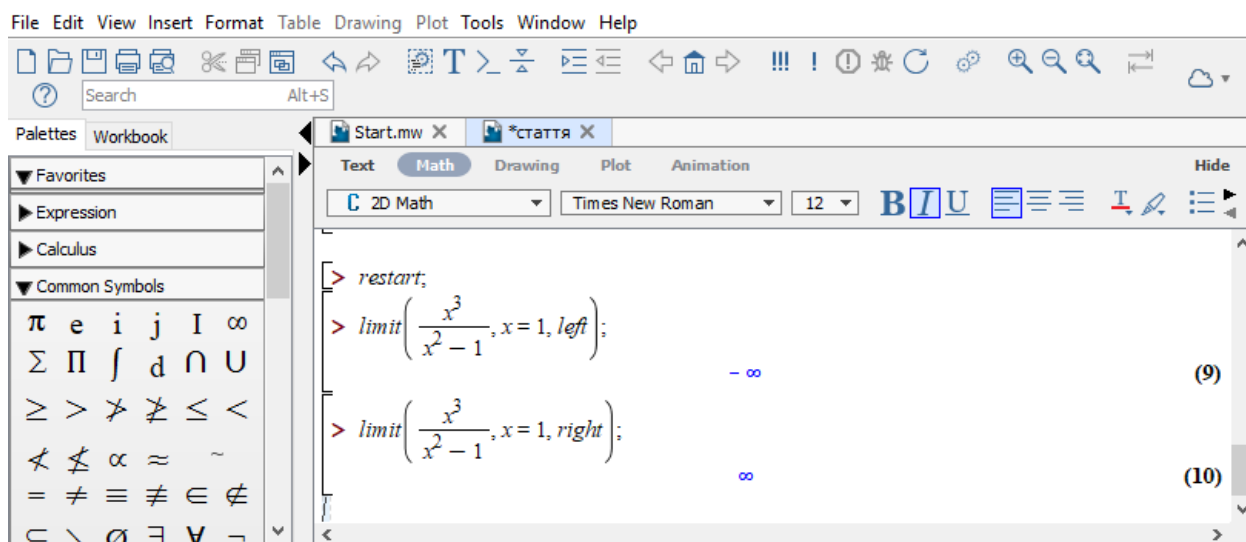 File Edit View Insert Format Table Drawing Plot Tools Window Help
Search Alt+S
Palettes Workbook
Start.mw *стаття
Text Math Drawing Plot Animation Hide
C 2D Math Times New Roman 12 B I U
Favorites
Expression
Calculus
Common Symbols
π e i j I ∞
Σ Π ∫ d ∩ ∪
≥ > ≯ ≱ ≤ <
≮ ≰ ∝ ≈ ~
= ≠ ≡ ≢ ∈ ∉
⊆ \ ∅ ∃ ∀ ¬
> restart;
> limit(x^3/(x^2 − 1), x = 1, left);
− ∞ (9)
> limit(x^3/(x^2 − 1), x = 1, right);
∞ (10)